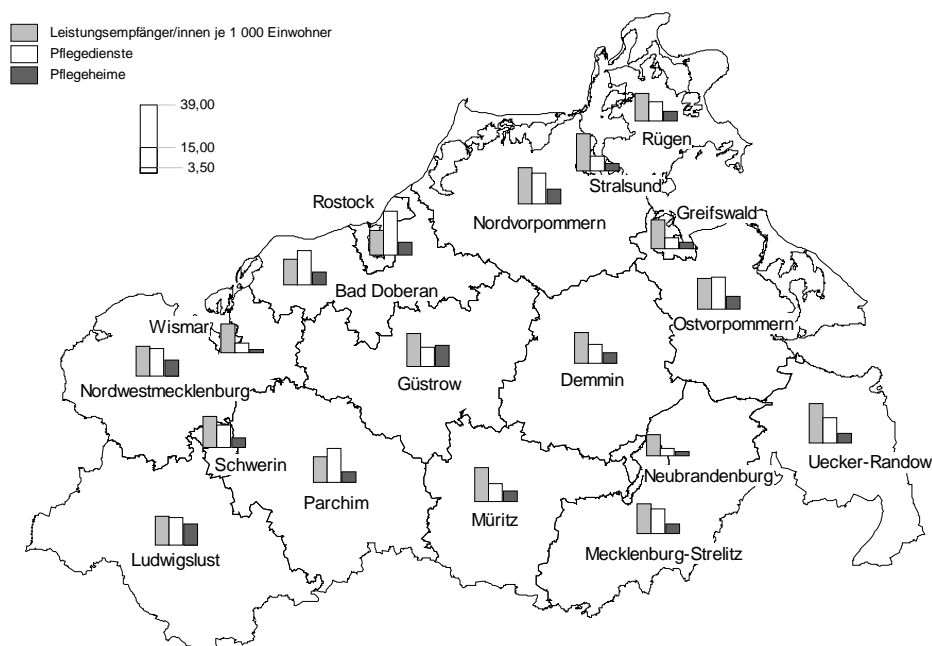 Leistungsempfänger/innen je 1 000 Einwohner
Pflegedienste
Pflegeheime
39,00
15,00
3,50
Rügen
Stralsund
Rostock
Nordvorpommern
Greifswald
Bad Doberan
Ostvorpommern
Wismar
Nordwestmecklenburg
Güstrow
Demmin
Schwerin
Parchim
Müritz
Neubrandenburg
Uecker-Randow
Ludwigslust
Mecklenburg-Strelitz